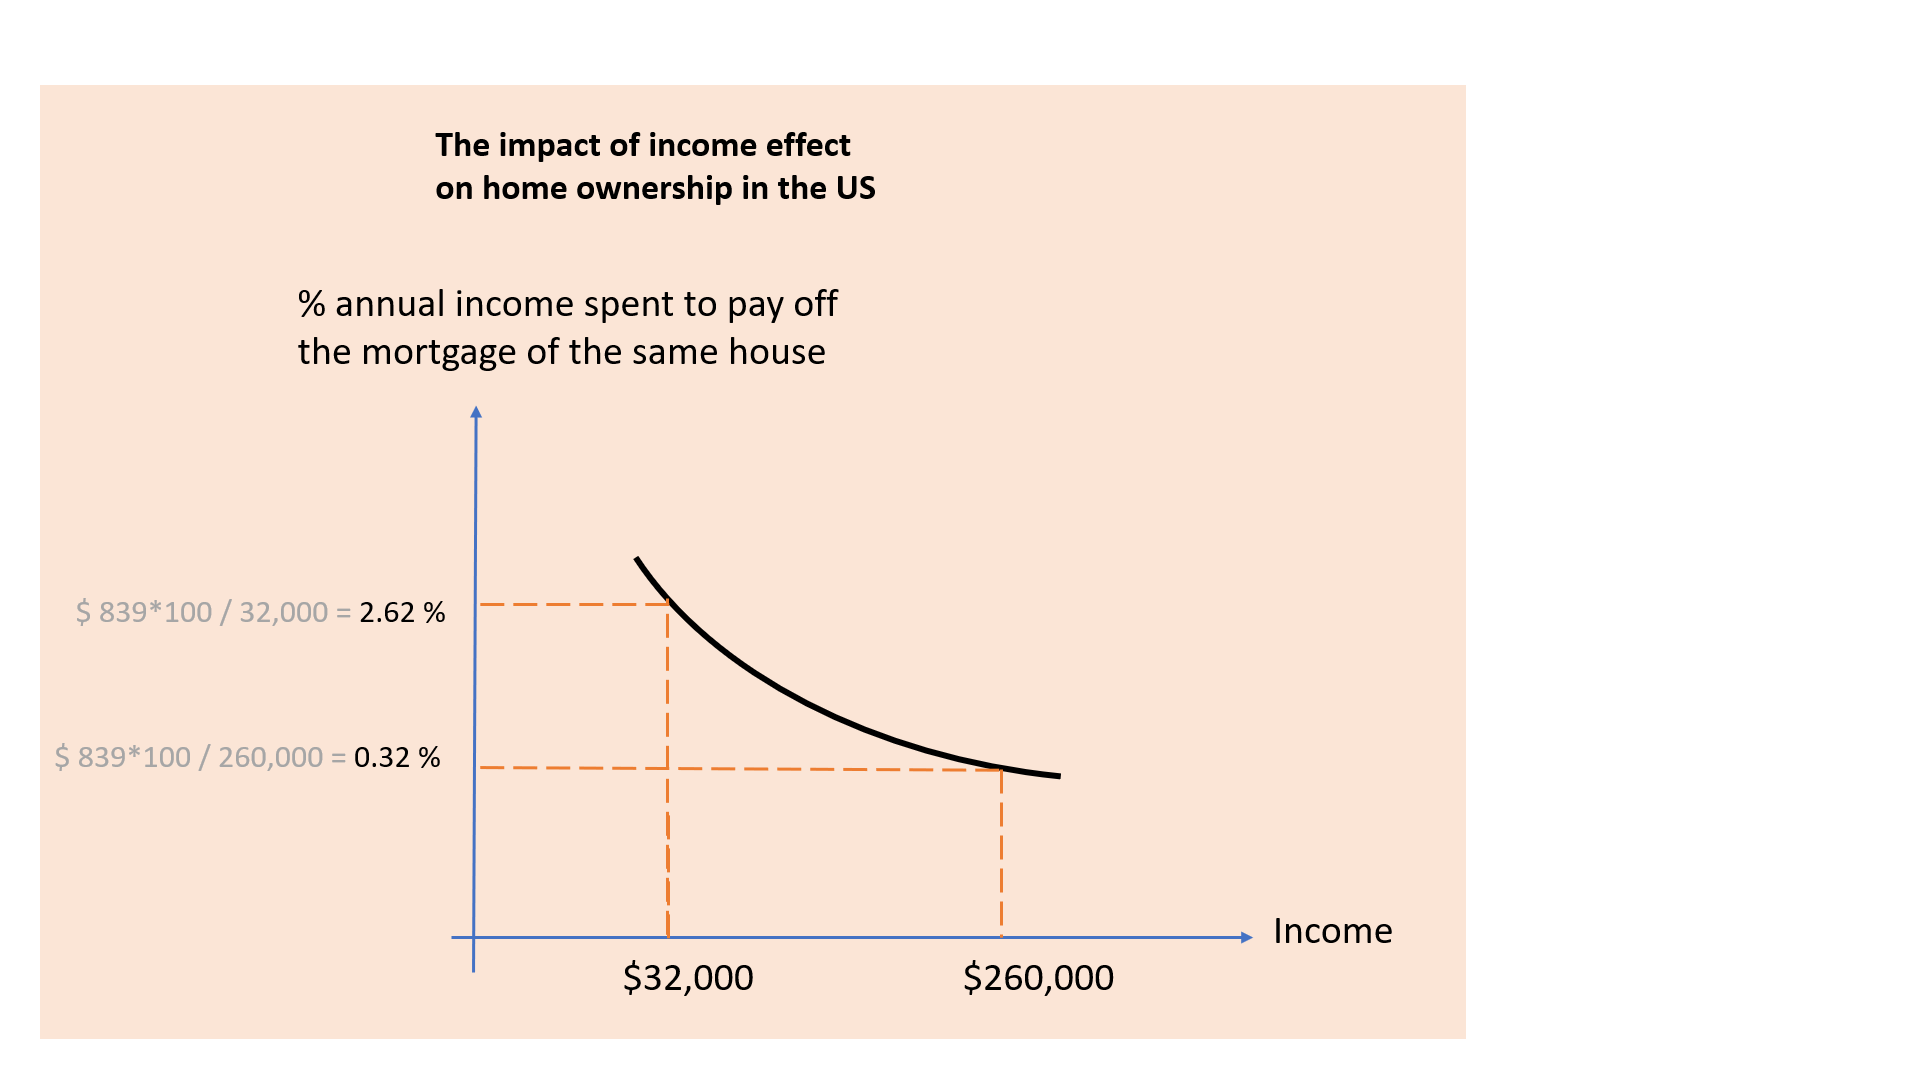 The impact of income effect
on home ownership in the US
% annual income spent to pay off
the mortgage of the same house
$ 839*100 / 32,000 = 2.62 %
$ 839*100 / 260,000 = 0.32 %
Income
$32,000
$260,000